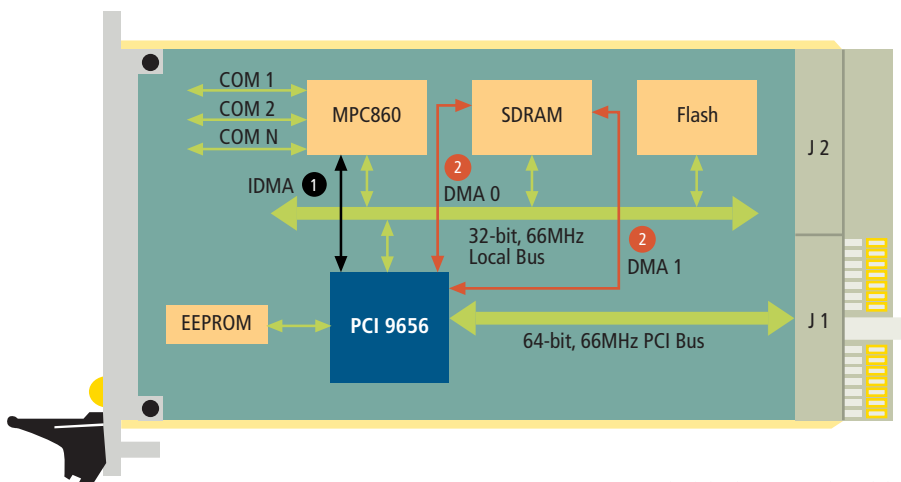 COM 1
COM 2
COM N
MPC860
SDRAM
Flash
J 2
IDMA 1
2
DMA 0
32-bit, 66MHz
Local Bus
2
DMA 1
EEPROM
PCI 9656
64-bit, 66MHz PCI Bus
J 1